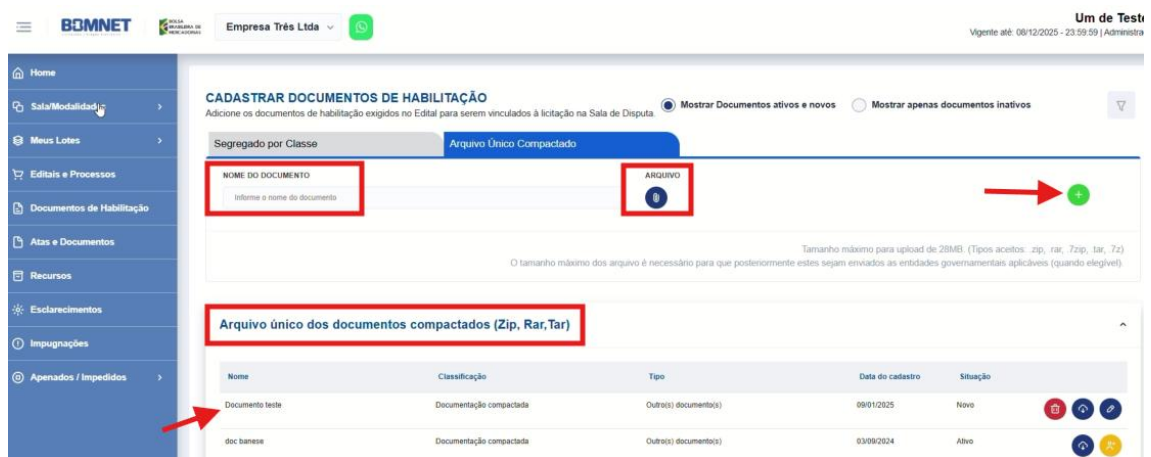 BBMNET
BOLSA
BRASILEIRA DE
MERCADORIAS
Empresa Três Ltda
Um de Teste
Vigente até: 08/12/2025 - 23:59:59 | Administra
Home
Sala/Modalidades
Meus Lotes
Editais e Processos
Documentos de Habilitação
Atas e Documentos
Recursos
Esclarecimentos
Impugnações
Apenados / Impedidos
CADASTRAR DOCUMENTOS DE HABILITAÇÃO
Adicione os documentos de habilitação exigidos no Edital para serem vinculados à licitação na Sala de Disputa.
Mostrar Documentos ativos e novos
Mostrar apenas documentos inativos
Segregado por Classe
Arquivo Único Compactado
NOME DO DOCUMENTO
ARQUIVO
Informe o nome do documento
Tamanho máximo para upload de 28MB. (Tipos aceitos: .zip, .rar, .7zip, .tar, .7z)
O tamanho máximo dos arquivo é necessário para que posteriormente estes sejam enviados as entidades governamentais aplicáveis (quando elegível).
Arquivo único dos documentos compactados (Zip, Rar,Tar)
Nome Classificação Tipo Data do cadastro Situação
Documento teste Documentação compactada Outro(s) documento(s) 09/01/2025 Novo
doc banese Documentação compactada Outro(s) documento(s) 03/09/2024 Ativo